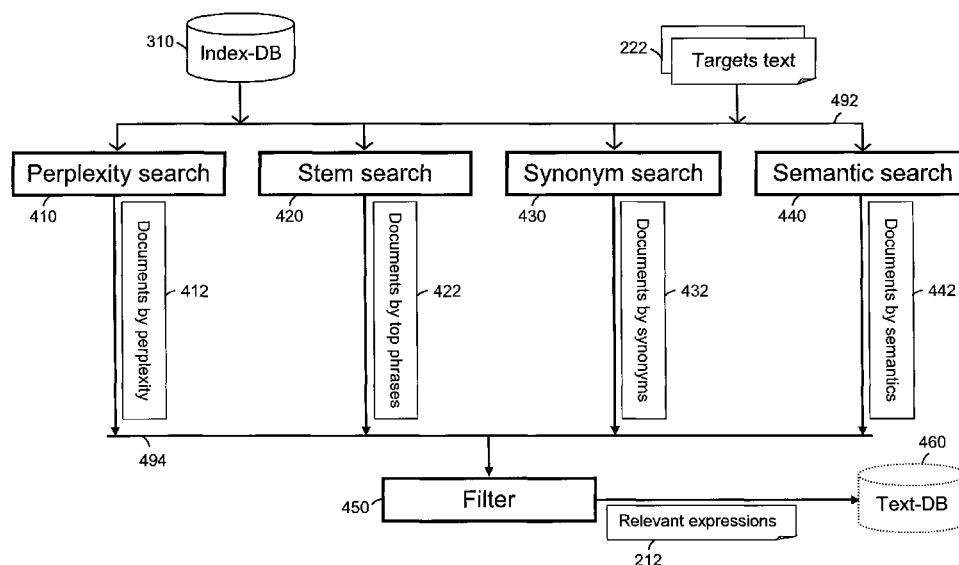 310
Index-DB
222
Targets text
492
Perplexity search
Stem search
Synonym search
Semantic search
410
420
430
440
Documents by perplexity
412
Documents by top phrases
422
Documents by synonyms
432
Documents by semantics
442
494
460
450
Filter
Text-DB
Relevant expressions
212